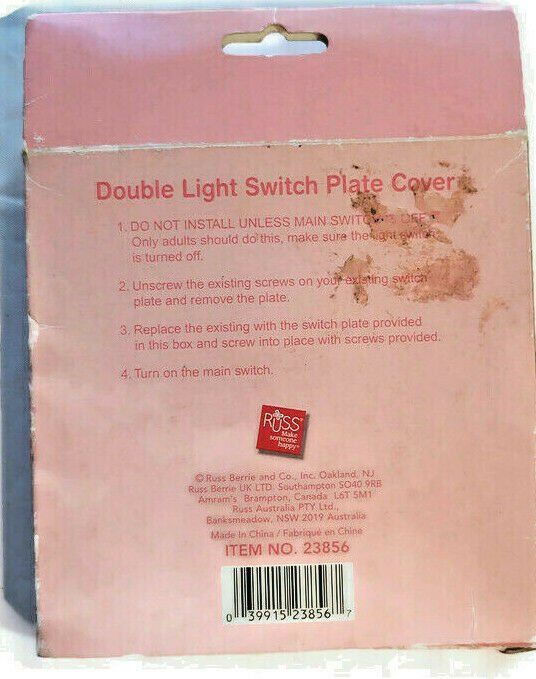 Double Light Switch Plate Cover
1. DO NOT INSTALL UNLESS MAIN SWITCH IS OFF.
Only adults should do this, make sure the light switch
is turned off.
2. Unscrew the existing screws on your existing switch
plate and remove the plate.
3. Replace the existing with the switch plate provided
in this box and screw into place with screws provided.
4. Turn on the main switch.
RUSS
Make
someone
happy
© Russ Berrie and Co., Inc. Oakland, NJ
Russ Berrie UK LTD. Southampton SO40 9RB
Amram's Brampton, Canada L6T 5M1
Russ Australia PTY Ltd.,
Banksmeadow, NSW 2019 Australia
Made in China / Fabriqué en Chine
ITEM NO. 23856
0 39915 23856 7